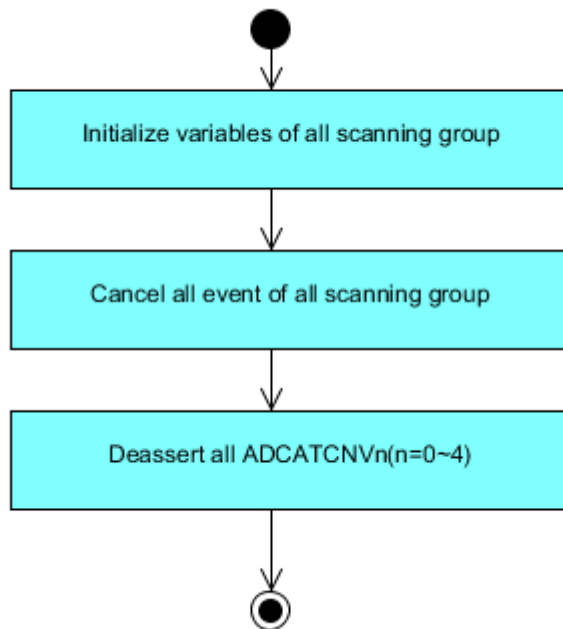 Initialize variables of all scanning group
Cancel all event of all scanning group
Deassert all ADCATCNVn(n=0~4)